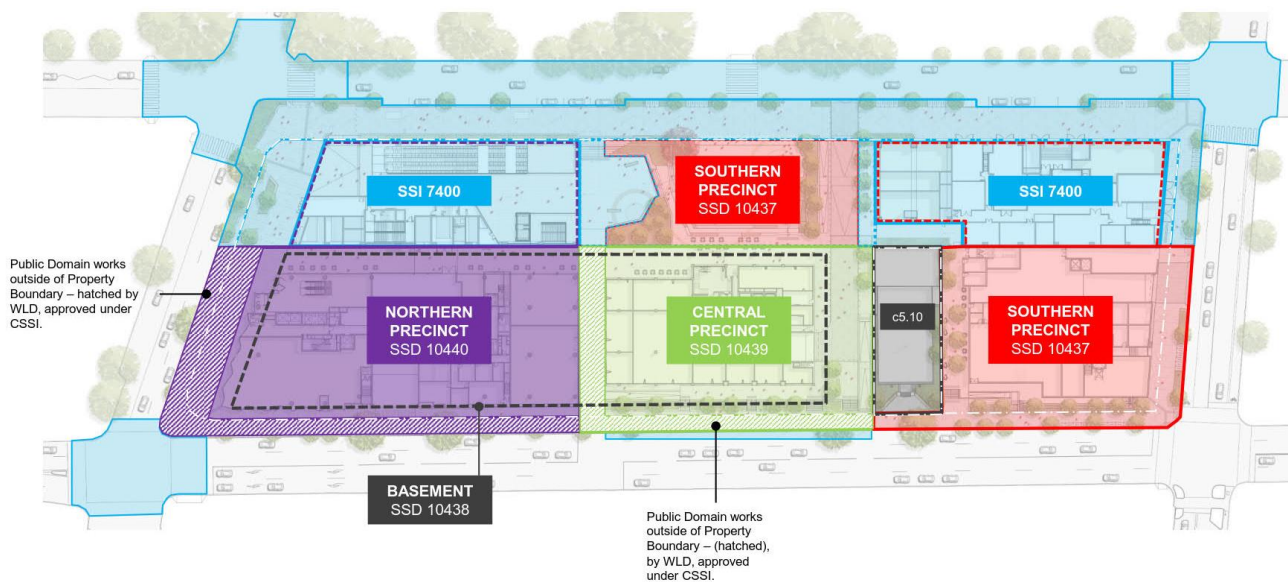 SSI 7400
SOUTHERN
PRECINCT
SSD 10437
SSI 7400
Public Domain works
outside of Property
Boundary – hatched by
WLD, approved under
CSSI.
NORTHERN
PRECINCT
SSD 10440
CENTRAL
PRECINCT
SSD 10439
c5.10
SOUTHERN
PRECINCT
SSD 10437
BASEMENT
SSD 10438
Public Domain works
outside of Property
Boundary – (hatched),
by WLD, approved
under CSSI.